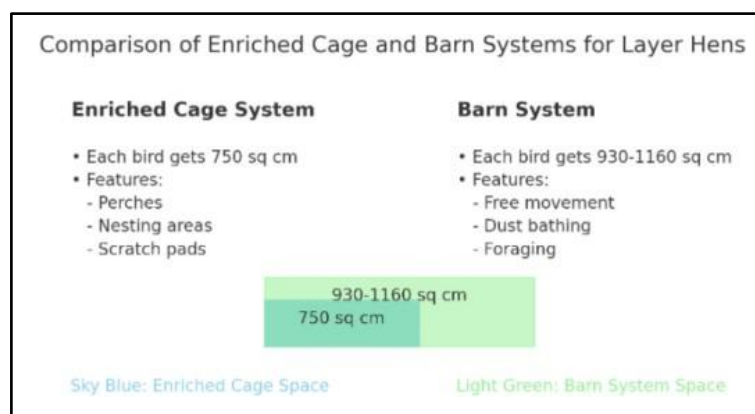 Comparison of Enriched Cage and Barn Systems for Layer Hens
Enriched Cage System
• Each bird gets 750 sq cm
• Features:
- Perches
- Nesting areas
- Scratch pads
Barn System
• Each bird gets 930-1160 sq cm
• Features:
- Free movement
- Dust bathing
- Foraging
930-1160 sq cm
750 sq cm
Sky Blue: Enriched Cage Space
Light Green: Barn System Space